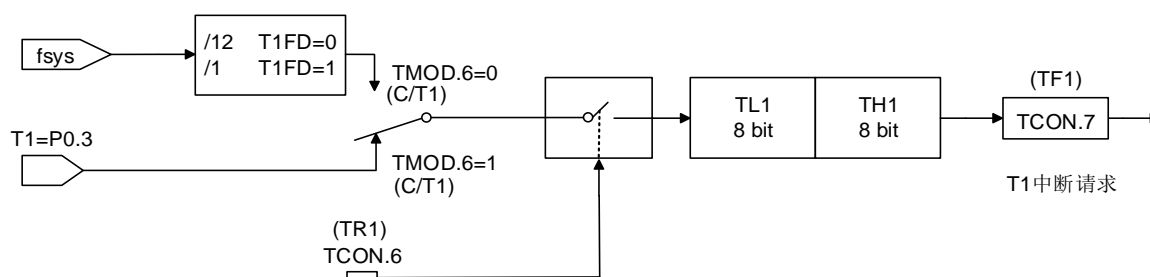 fsys
/12 T1FD=0
/1 T1FD=1
TMOD.6=0
(C/T1)
T1=P0.3
TMOD.6=1
(C/T1)
(TR1)
TCON.6
TL1
8 bit
TH1
8 bit
(TF1)
TCON.7
T1中断请求